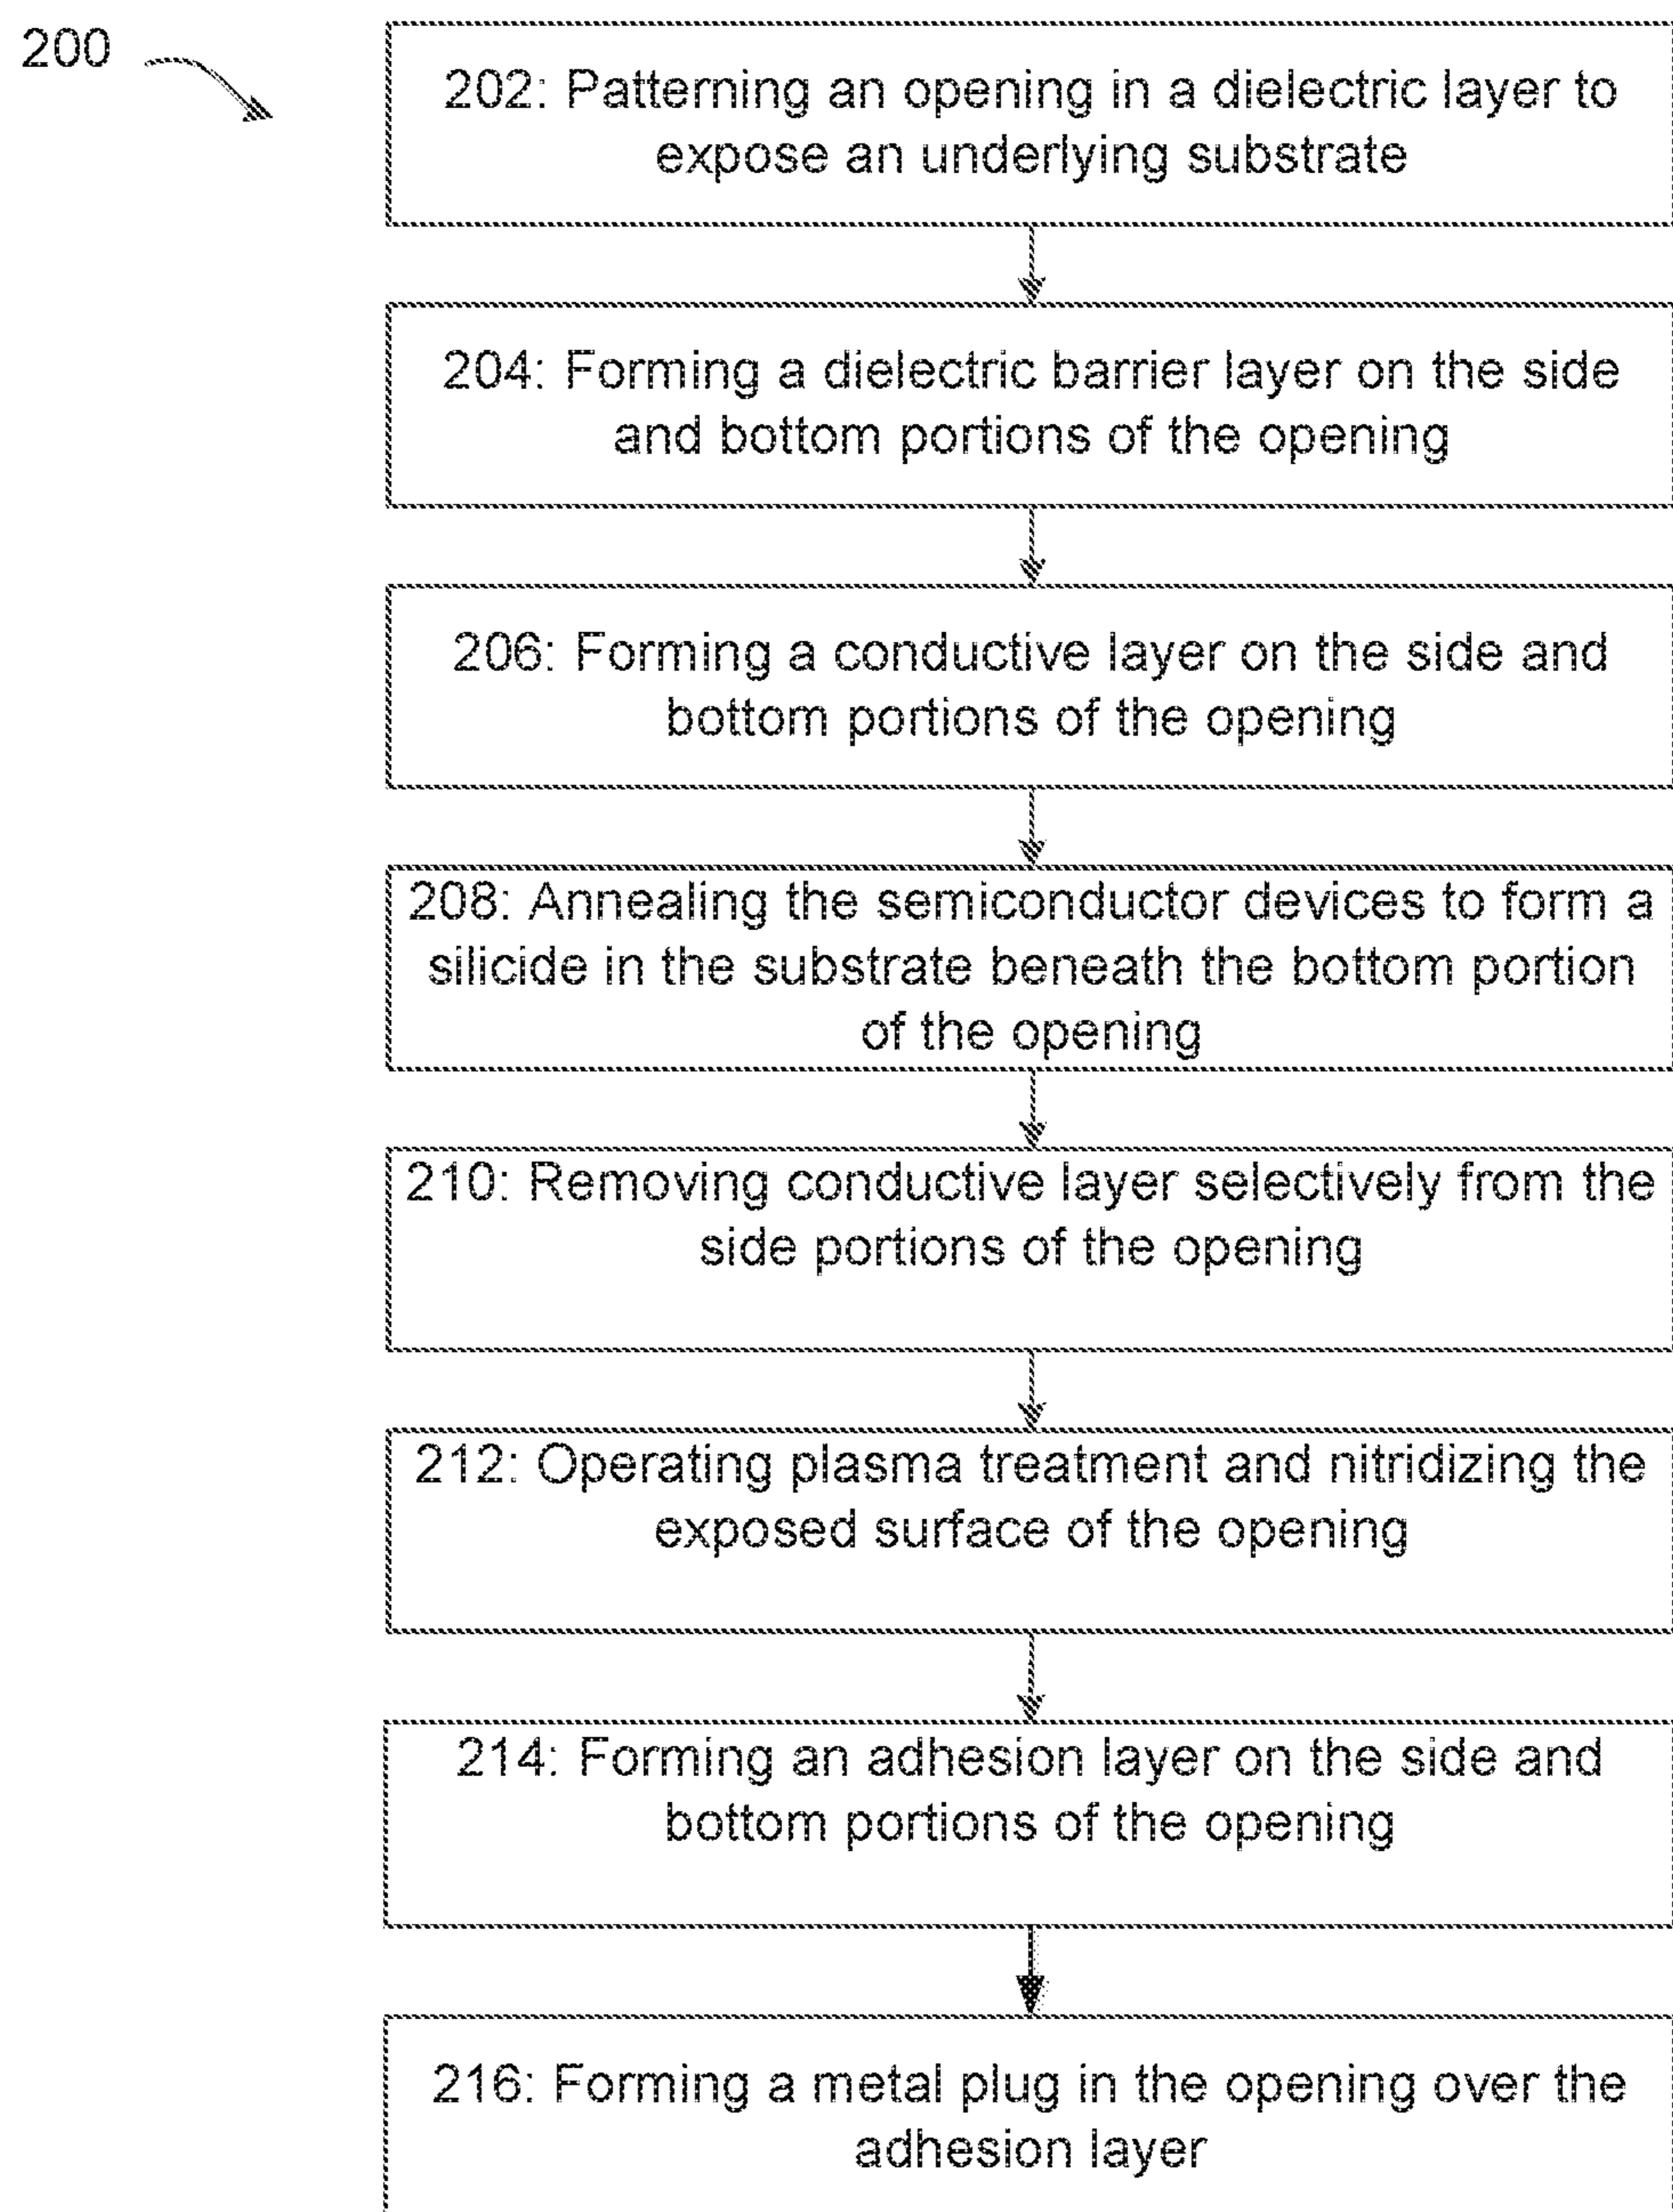 200
202: Patterning an opening in a dielectric layer to
expose an underlying substrate
204: Forming a dielectric barrier layer on the side
and bottom portions of the opening
206: Forming a conductive layer on the side and
bottom portions of the opening
208: Annealing the semiconductor devices to form a
silicide in the substrate beneath the bottom portion
of the opening
210: Removing conductive layer selectively from the
side portions of the opening
212: Operating plasma treatment and nitridizing the
exposed surface of the opening
214: Forming an adhesion layer on the side and
bottom portions of the opening
216: Forming a metal plug in the opening over the
adhesion layer